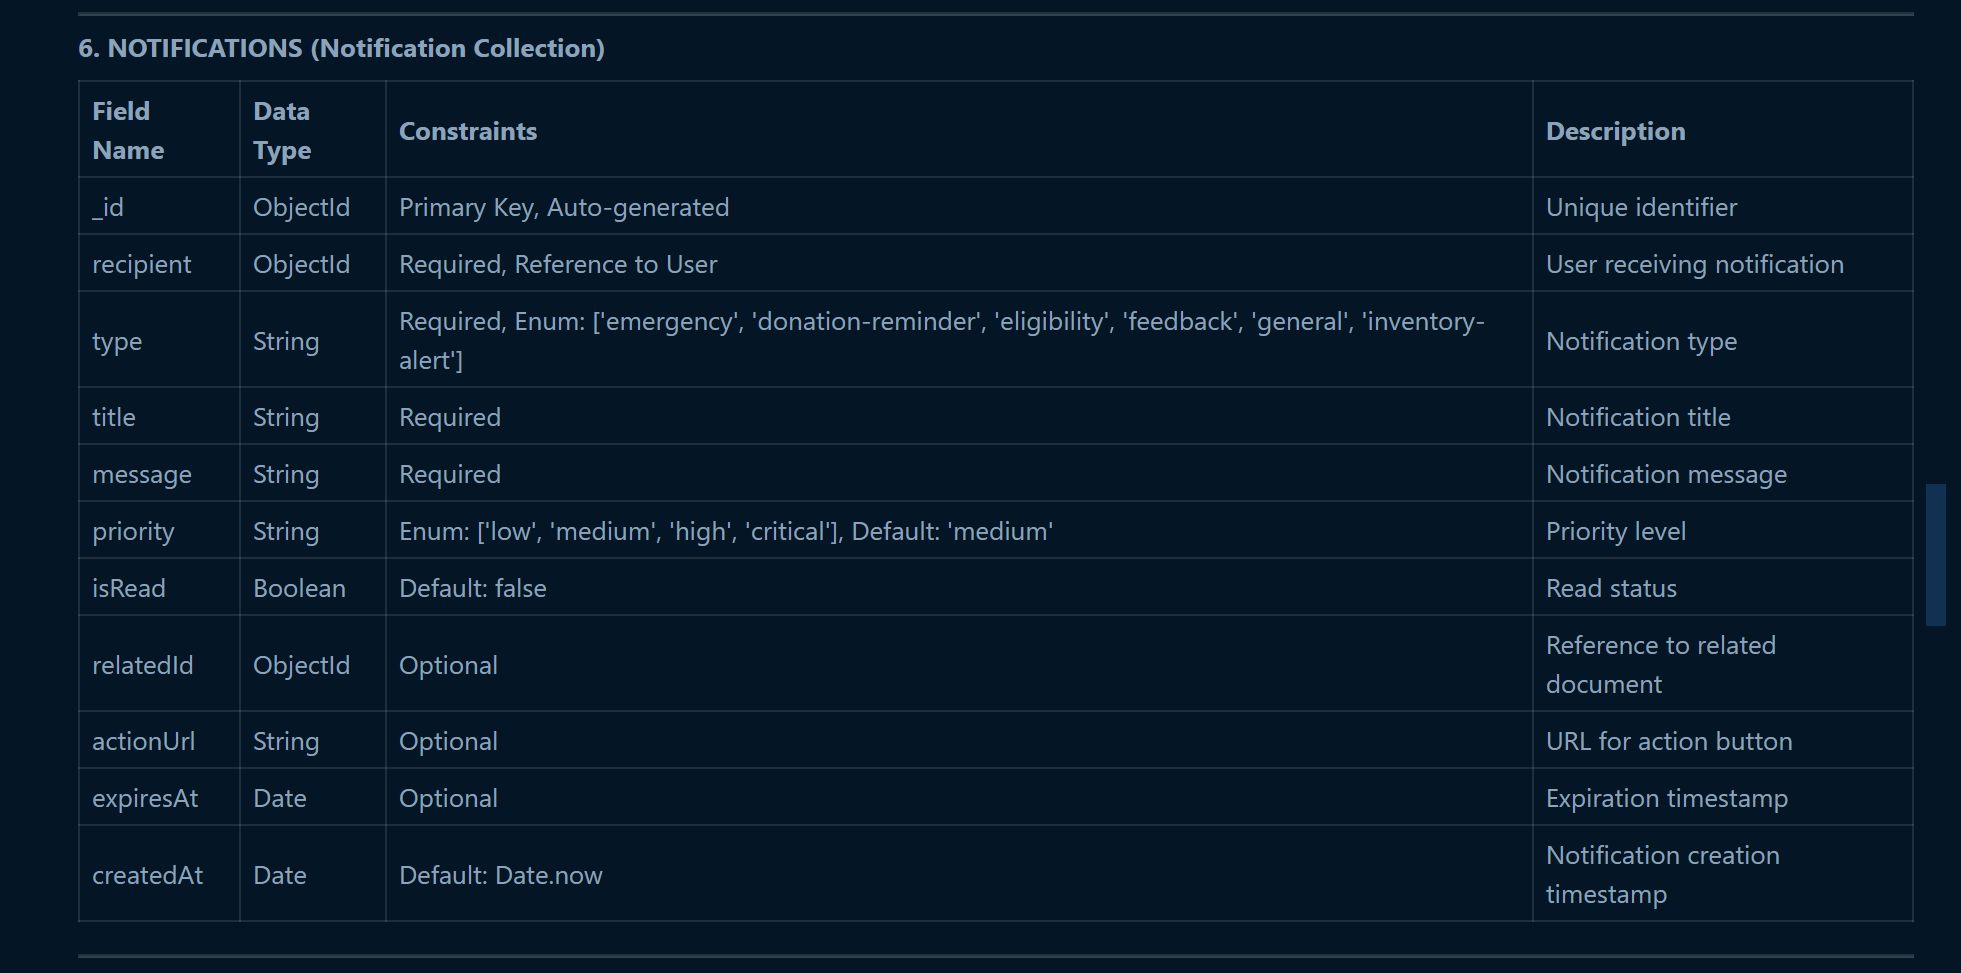 6. NOTIFICATIONS (Notification Collection)
Field Name | Data Type | Constraints | Description
_id | ObjectId | Primary Key, Auto-generated | Unique identifier
recipient | ObjectId | Required, Reference to User | User receiving notification
type | String | Required, Enum: ['emergency', 'donation-reminder', 'eligibility', 'feedback', 'general', 'inventory-alert'] | Notification type
title | String | Required | Notification title
message | String | Required | Notification message
priority | String | Enum: ['low', 'medium', 'high', 'critical'], Default: 'medium' | Priority level
isRead | Boolean | Default: false | Read status
relatedId | ObjectId | Optional | Reference to related document
actionUrl | String | Optional | URL for action button
expiresAt | Date | Optional | Expiration timestamp
createdAt | Date | Default: Date.now | Notification creation timestamp